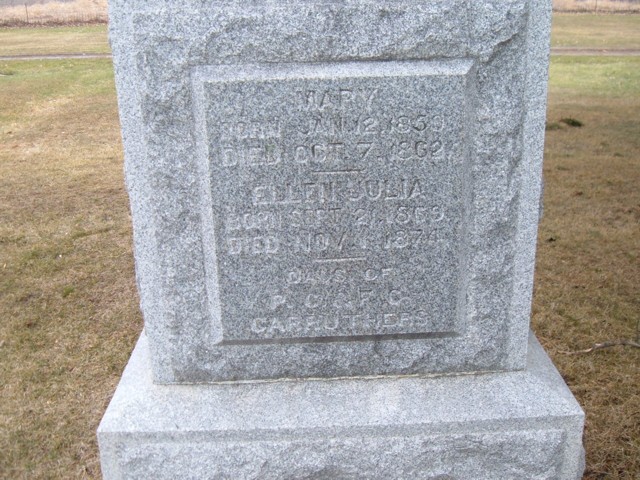 MARY
BORN JAN. 12, 1859
DIED OCT. 7, 1862
ELLEN JULIA
BORN SEPT. 2, 1869
DIED NOV. 1, 1874
DAUS OF
P. C. & F. C.
CARRUTHERS